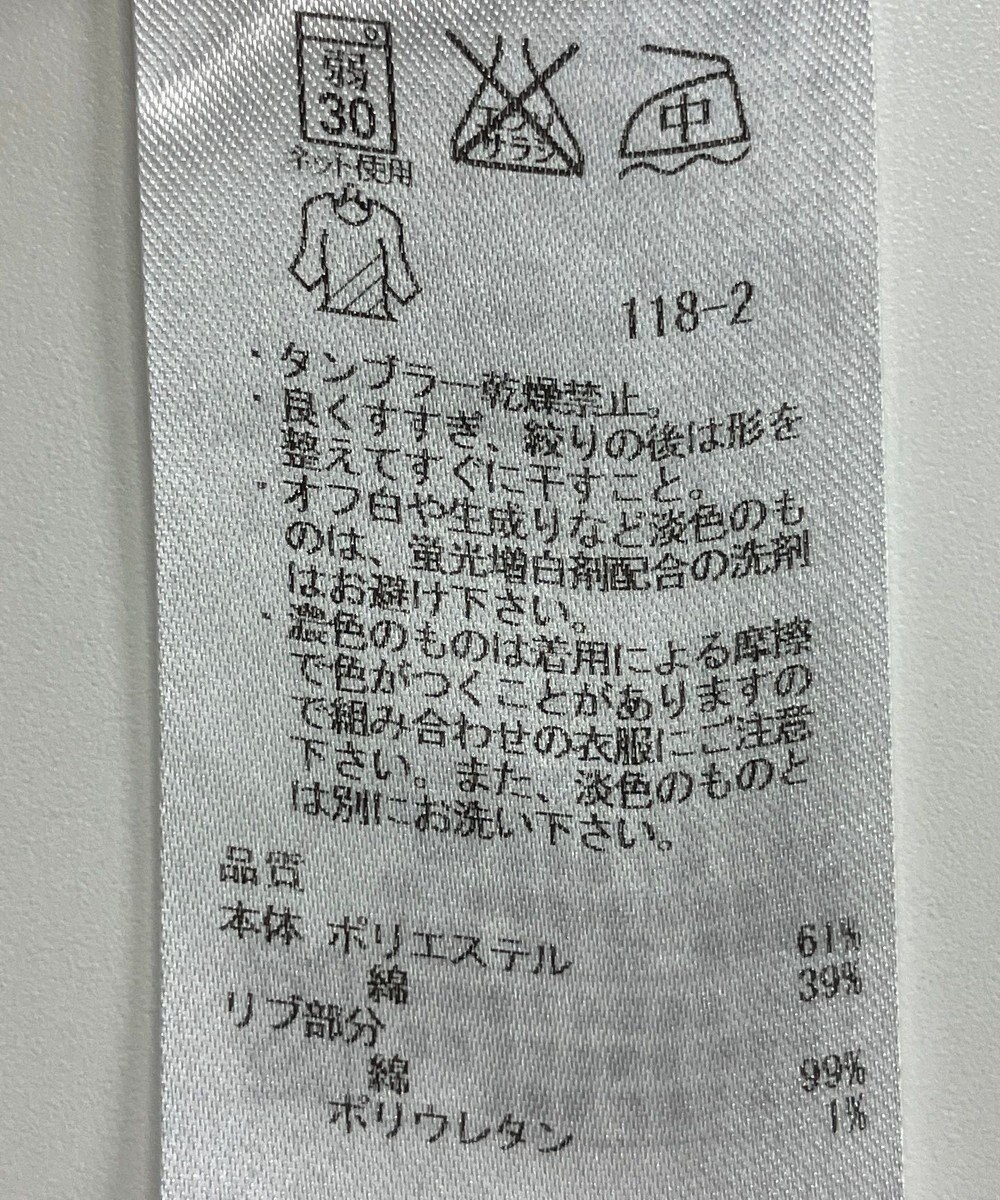 弱
30
ネット使用
エンソ
サラシ
中
118-2
・タンブラー乾燥禁止。
・良くすすぎ、絞りの後は形を
整えてすぐに干すこと。
・オフ白や生成りなど淡色のも
のは、蛍光増白剤配合の洗剤
はお避け下さい。
・濃色のものは着用による摩擦
で色がつくことがありますの
で組み合わせの衣服にご注意
下さい。また、淡色のものと
は別にお洗い下さい。
品質
本体 ポリエステル 61%
綿 39%
リブ部分
綿 99%
ポリウレタン 1%